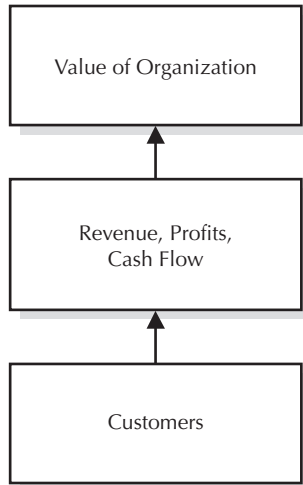 Value of Organization
Revenue, Profits,
Cash Flow
Customers